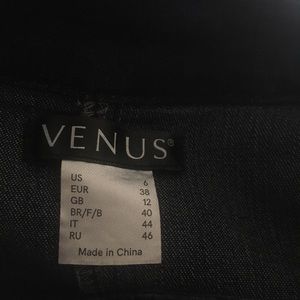 VENUS®
US 6
EUR 38
GB 12
BR/F/B 40
IT 44
RU 46
Made in China